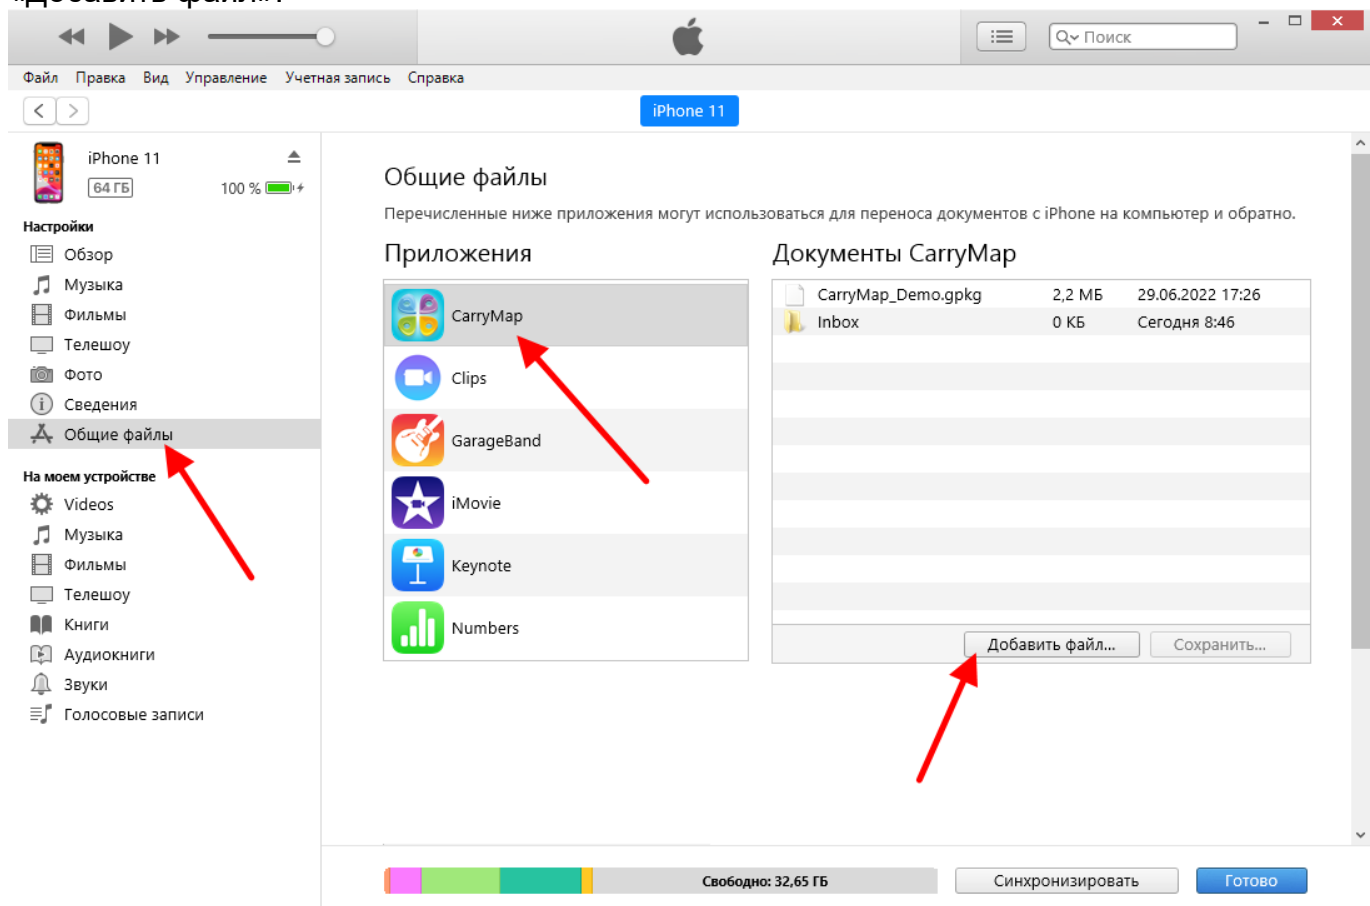 «Добавить файл».
Поиск
Файл Правка Вид Управление Учетная запись Справка
iPhone 11
iPhone 11
64 ГБ 100 %
Настройки
Обзор
Музыка
Фильмы
Телешоу
Фото
Сведения
Общие файлы
На моем устройстве
Videos
Музыка
Фильмы
Телешоу
Книги
Аудиокниги
Звуки
Голосовые записи
Общие файлы
Перечисленные ниже приложения могут использоваться для переноса документов с iPhone на компьютер и обратно.
Приложения
CarryMap
Clips
GarageBand
iMovie
Keynote
Numbers
Документы CarryMap
CarryMap_Demo.gpkg 2,2 МБ 29.06.2022 17:26
Inbox 0 КБ Сегодня 8:46
Добавить файл... Сохранить...
Свободно: 32,65 ГБ
Синхронизировать Готово